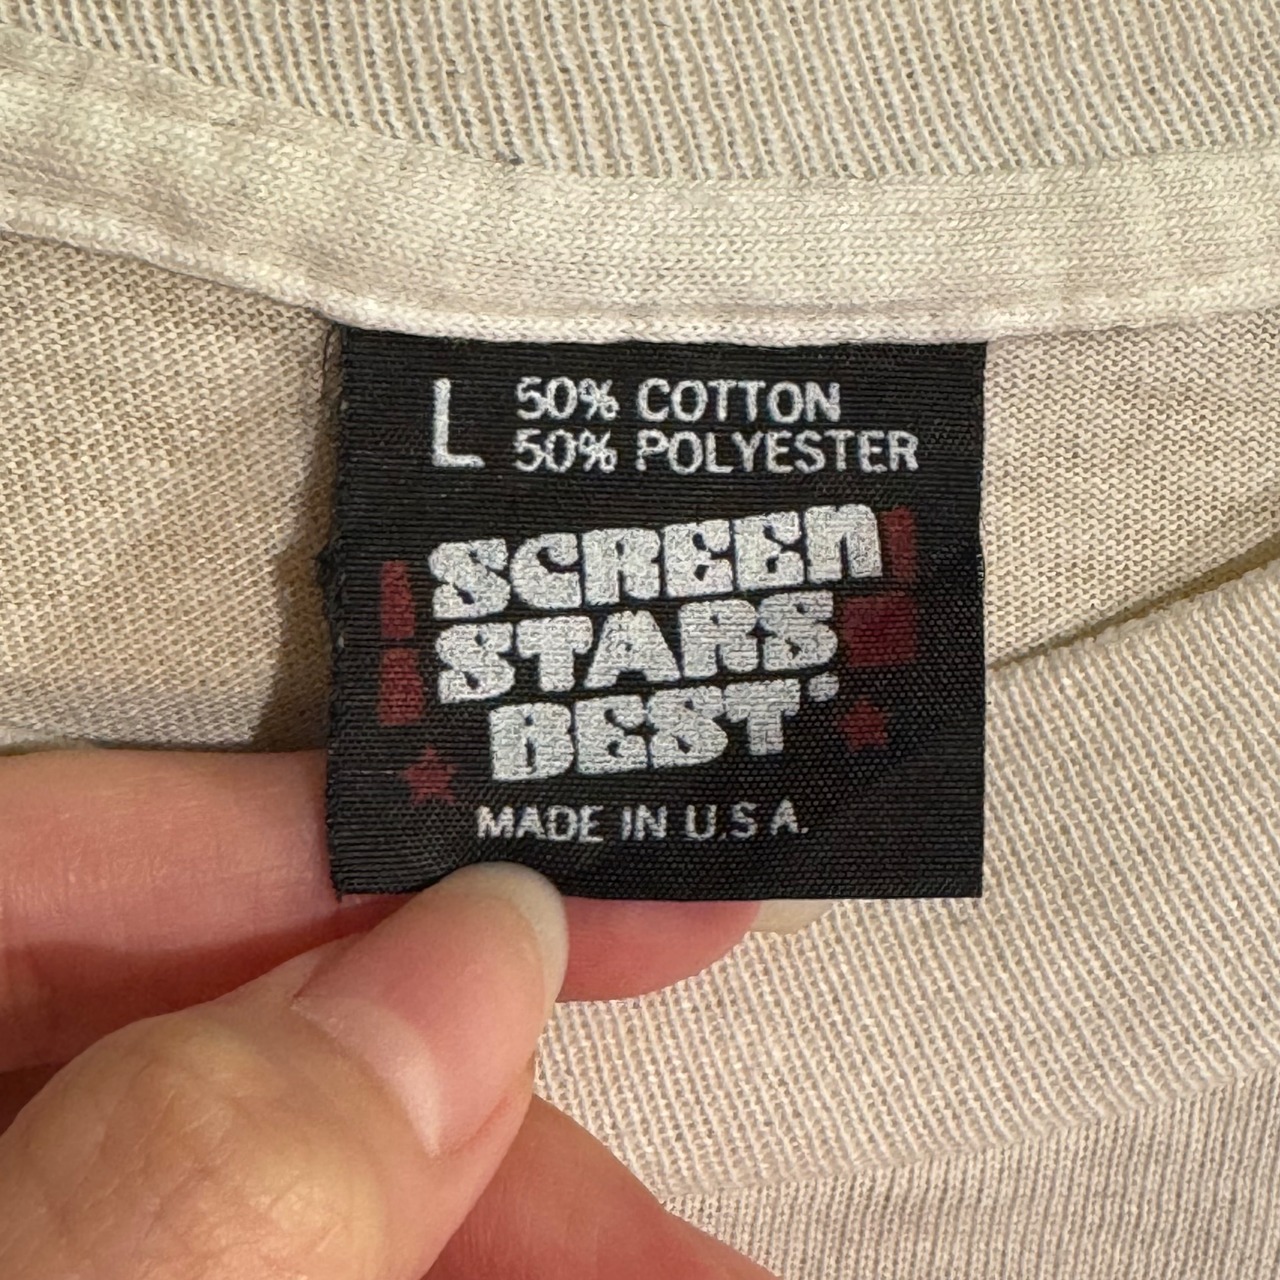 L 50% COTTON
50% POLYESTER
SCREEN
STARS
BEST
MADE IN U.S.A.